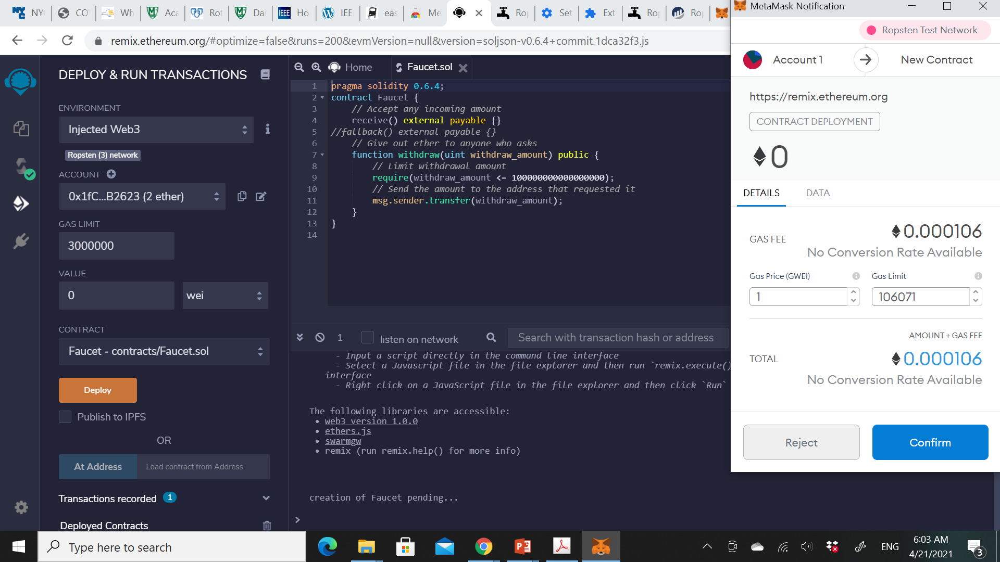 NY
CO
Wh
Aca
Rot
Das
IEEE
Ho
IEE
eas
Me
Rop
Set
Ext
Rop
Rop
remix.ethereum.org/#optimize=false&runs=200&evmVersion=null&version=soljson-v0.6.4+commit.1dca32f3.js
DEPLOY & RUN TRANSACTIONS
ENVIRONMENT
Injected Web3
i
Ropsten (3) network
ACCOUNT
0x1fC...B2623 (2 ether)
GAS LIMIT
3000000
VALUE
0
wei
CONTRACT
Faucet - contracts/Faucet.sol
Deploy
Publish to IPFS
OR
At Address
Load contract from Address
Transactions recorded 1
Deployed Contracts
Home
Faucet.sol
1 pragma solidity 0.6.4;
2 contract Faucet {
3 // Accept any incoming amount
4 receive() external payable {}
5 //fallback() external payable {}
6 // Give out ether to anyone who asks
7 function withdraw(uint withdraw_amount) public {
8 // Limit withdrawal amount
9 require(withdraw_amount <= 100000000000000000);
10 // Send the amount to the address that requested it
11 msg.sender.transfer(withdraw_amount);
12 }
13 }
14
1
listen on network
Search with transaction hash or address
- Input a script directly in the command line interface
- Select a Javascript file in the file explorer and then run `remix.execute()
interface
- Right click on a JavaScript file in the file explorer and then click `Run`
The following libraries are accessible:
• web3 version 1.0.0
• ethers.js
• swarmgw
• remix (run remix.help() for more info)
creation of Faucet pending...
>
MetaMask Notification
Ropsten Test Network
Account 1
New Contract
https://remix.ethereum.org
CONTRACT DEPLOYMENT
0
DETAILS
DATA
GAS FEE
0.000106
No Conversion Rate Available
Gas Price (GWEI)
Gas Limit
1
106071
AMOUNT + GAS FEE
TOTAL
0.000106
No Conversion Rate Available
Reject
Confirm
Type here to search
ENG
6:03 AM
4/21/2021
3